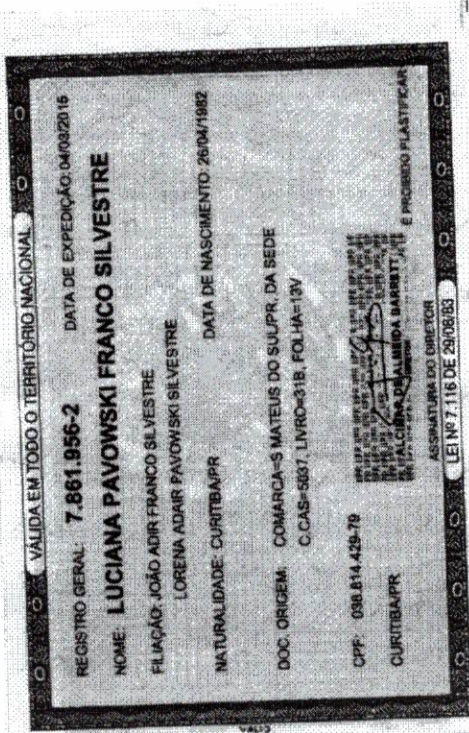 VÁLIDA EM TODO O TERRITÓRIO NACIONAL
REGISTRO GERAL: 7.861.956-2 DATA DE EXPEDIÇÃO: 04/03/2016
NOME: LUCIANA PAVOWSKI FRANCO SILVESTRE
FILIAÇÃO: JOÃO ADIR FRANCO SILVESTRE
LORENA ADAIR PAVOWSKI SILVESTRE
NATURALIDADE: CURITIBA/PR DATA DE NASCIMENTO: 26/04/1982
DOC. ORIGEM: COMARCA=S MATEUS DO SUL/PR, DA SEDE
C.CAS=5037, LIVRO=31B, FOLHA=13V
CPF: 038.814.429-79
CURITIBA/PR
ASSINATURA DO DIRETOR
É PROIBIDO PLASTIFICAR
LEI Nº 7.116 DE 29/08/83